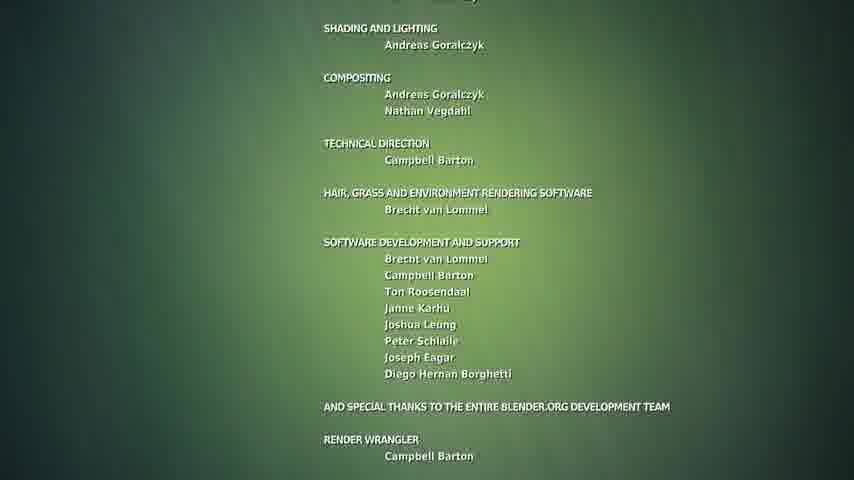 SHADING AND LIGHTING
Andreas Goralczyk
COMPOSITING
Andreas Goralczyk
Nathan Vegdahl
TECHNICAL DIRECTION
Campbell Barton
HAIR, GRASS AND ENVIRONMENT RENDERING SOFTWARE
Brecht van Lommel
SOFTWARE DEVELOPMENT AND SUPPORT
Brecht van Lommel
Campbell Barton
Ton Roosendaal
Janne Karhu
Joshua Leung
Peter Schlaile
Joseph Eagar
Diego Hernan Borghetti
AND SPECIAL THANKS TO THE ENTIRE BLENDER.ORG DEVELOPMENT TEAM
RENDER WRANGLER
Campbell Barton